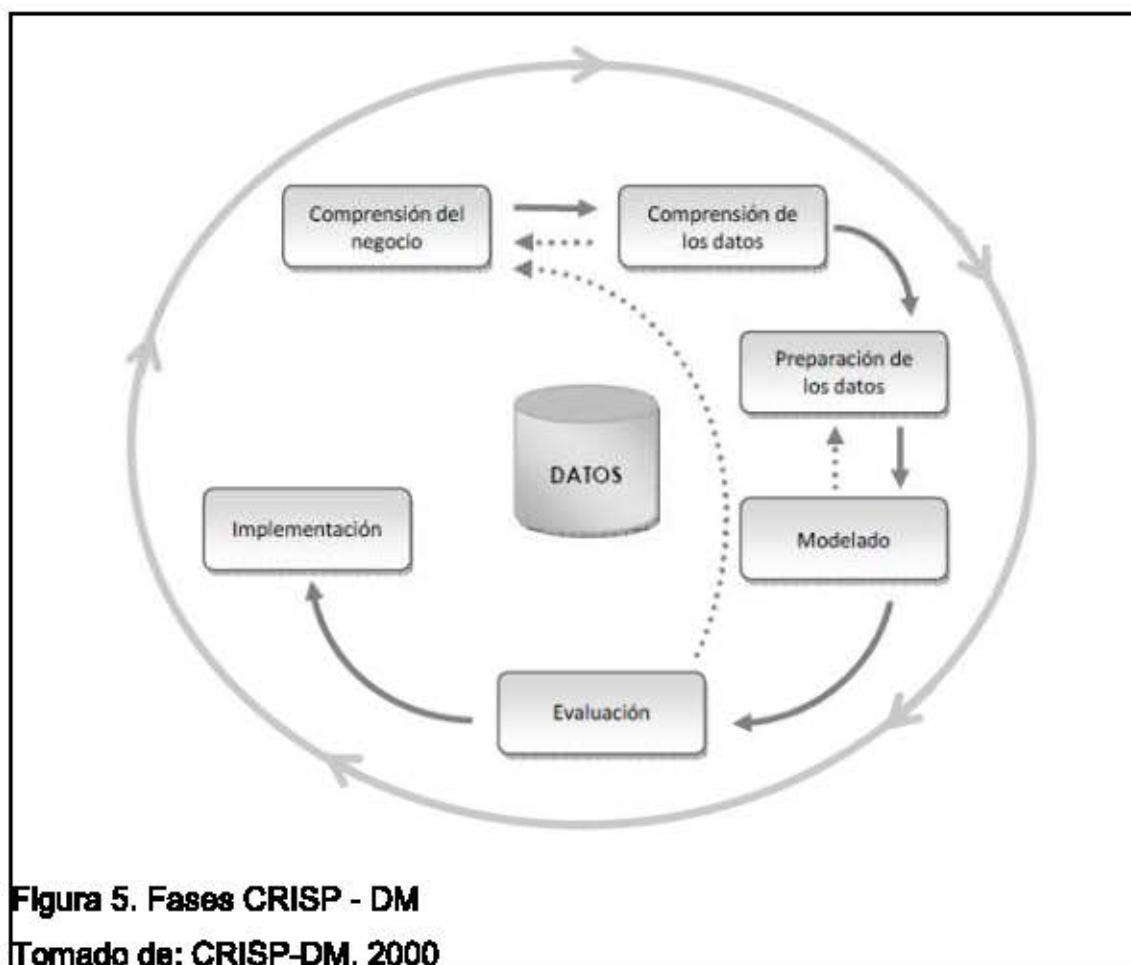 Comprensión del
negocio
Comprensión de
los datos
Preparación de
los datos
DATOS
Implementación
Modelado
Evaluación
Figura 5. Fases CRISP - DM
Tomado de: CRISP-DM, 2000